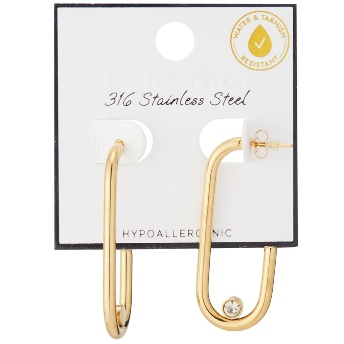 WATER & TARNISH
RESISTANT
316 Stainless Steel
HYPOALLERGENIC